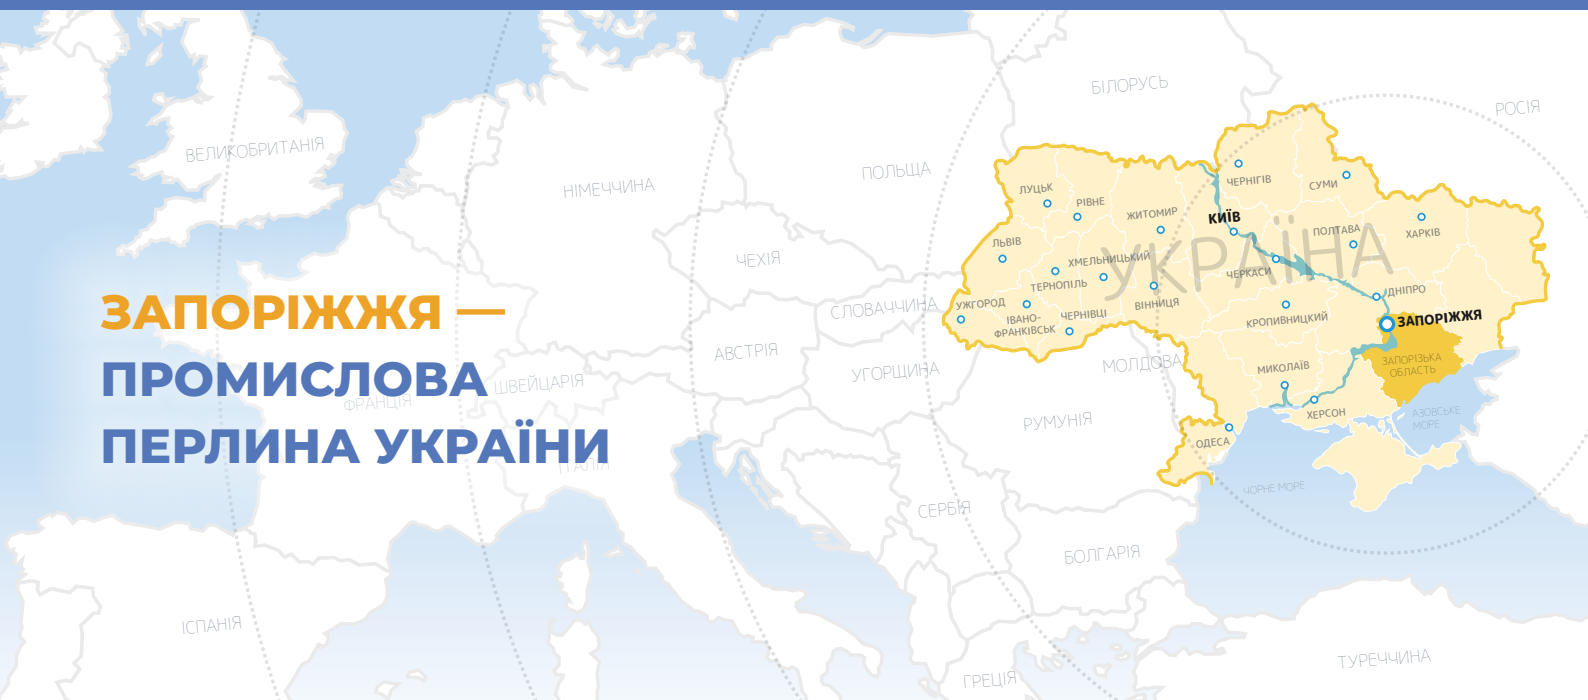 ЗАПОРІЖЖЯ —
ПРОМИСЛОВА
ПЕРЛИНА УКРАЇНИ
ВЕЛИКОБРИТАНІЯ
НІМЕЧЧИНА
ПОЛЬЩА
БІЛОРУСЬ
РОСІЯ
ЧЕХІЯ
СЛОВАЧЧИНА
АВСТРІЯ
УГОРЩИНА
ШВЕЙЦАРІЯ
ФРАНЦІЯ
ІТАЛІЯ
ІСПАНІЯ
МОЛДОВА
РУМУНІЯ
СЕРБІЯ
БОЛГАРІЯ
ГРЕЦІЯ
ТУРЕЧЧИНА
УКРАЇНА
ЛУЦЬК
РІВНЕ
ЖИТОМИР
КИЇВ
ЧЕРНІГІВ
СУМИ
ЛЬВІВ
ТЕРНОПІЛЬ
ХМЕЛЬНИЦЬКИЙ
ВІННИЦЯ
ЧЕРКАСИ
ПОЛТАВА
ХАРКІВ
УЖГОРОД
ІВАНО-
ФРАНКІВСЬК
ЧЕРНІВЦІ
КРОПИВНИЦКИЙ
ДНІПРО
ЗАПОРІЖЖЯ
ЗАПОРІЗЬКА
ОБЛАСТЬ
МИКОЛАЇВ
ХЕРСОН
ОДЕСА
АЗОВСЬКЕ
МОРЕ
ЧОРНЕ МОРЕ